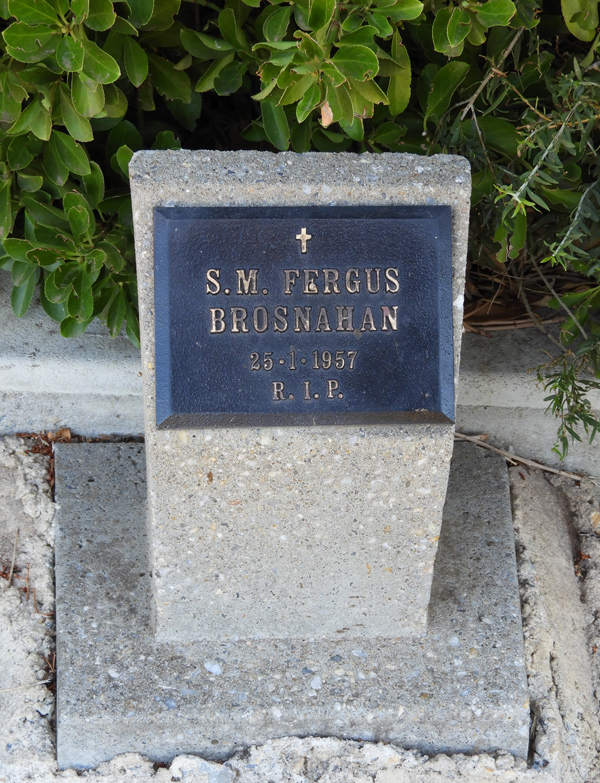 S.M. FERGUS
BROSNAHAN
25·1·1957
R.I.P.